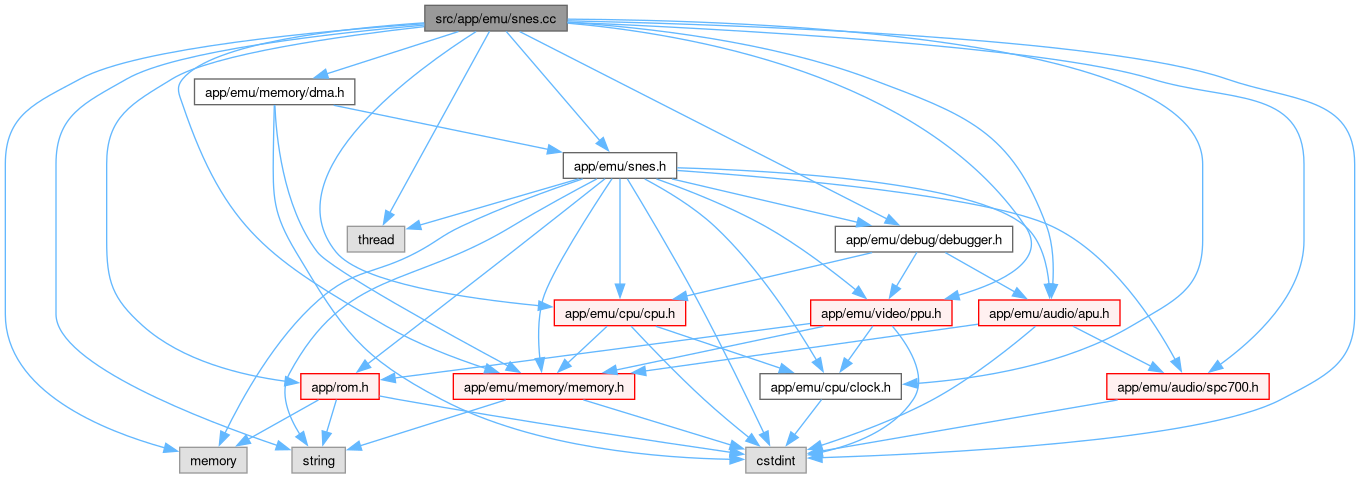 src/app/emu/snes.cc
app/emu/memory/dma.h
app/emu/snes.h
thread
app/emu/debug/debugger.h
app/emu/cpu/cpu.h
app/emu/video/ppu.h
app/emu/audio/apu.h
app/rom.h
app/emu/memory/memory.h
app/emu/cpu/clock.h
app/emu/audio/spc700.h
memory
string
cstdint